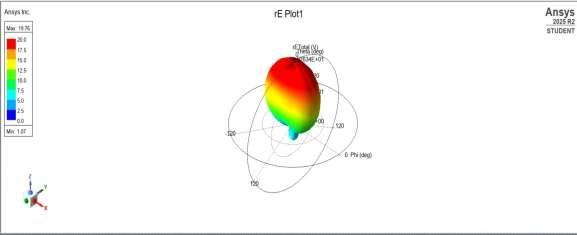 Ansys Inc.
rE Plot1
Ansys
2025 R2
STUDENT
Max: 19.76
20.0
17.5
15.0
12.5
10.0
7.5
5.0
2.5
0.0
Min: 1.07
rETotal (V)
Theta (deg)
-120
120
0 Phi (deg)
120
Z
Y
X